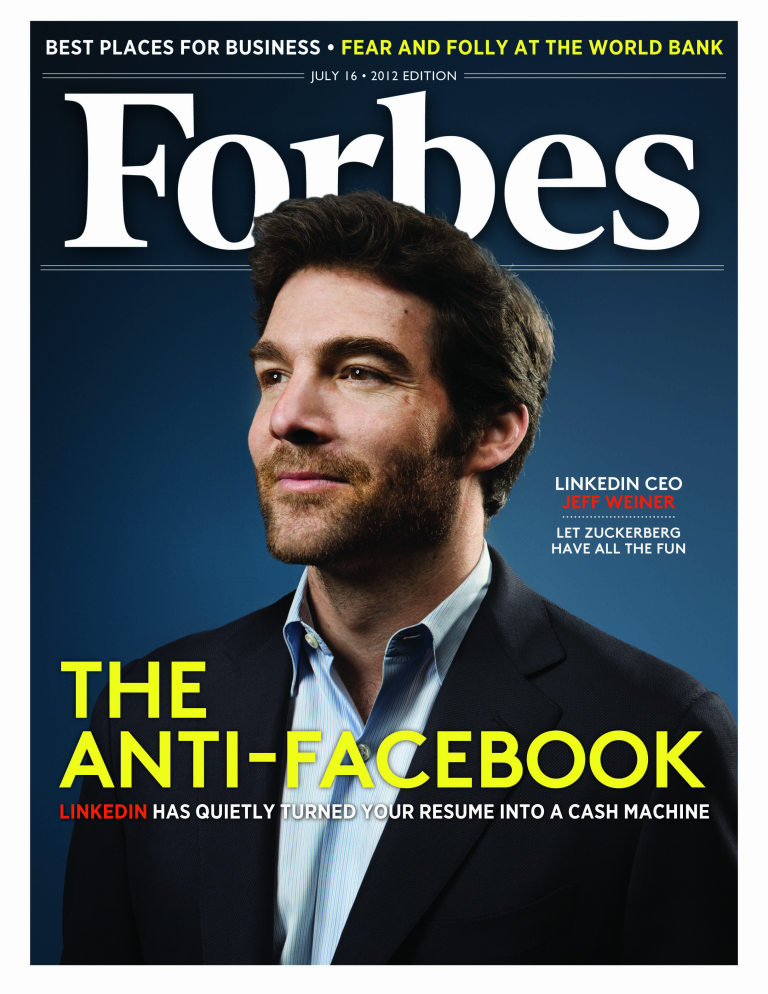 BEST PLACES FOR BUSINESS • FEAR AND FOLLY AT THE WORLD BANK
JULY 16 • 2012 EDITION
Forbes
LINKEDIN CEO
JEFF WEINER
LET ZUCKERBERG
HAVE ALL THE FUN
THE
ANTI-FACEBOOK
LINKEDIN HAS QUIETLY TURNED YOUR RESUME INTO A CASH MACHINE